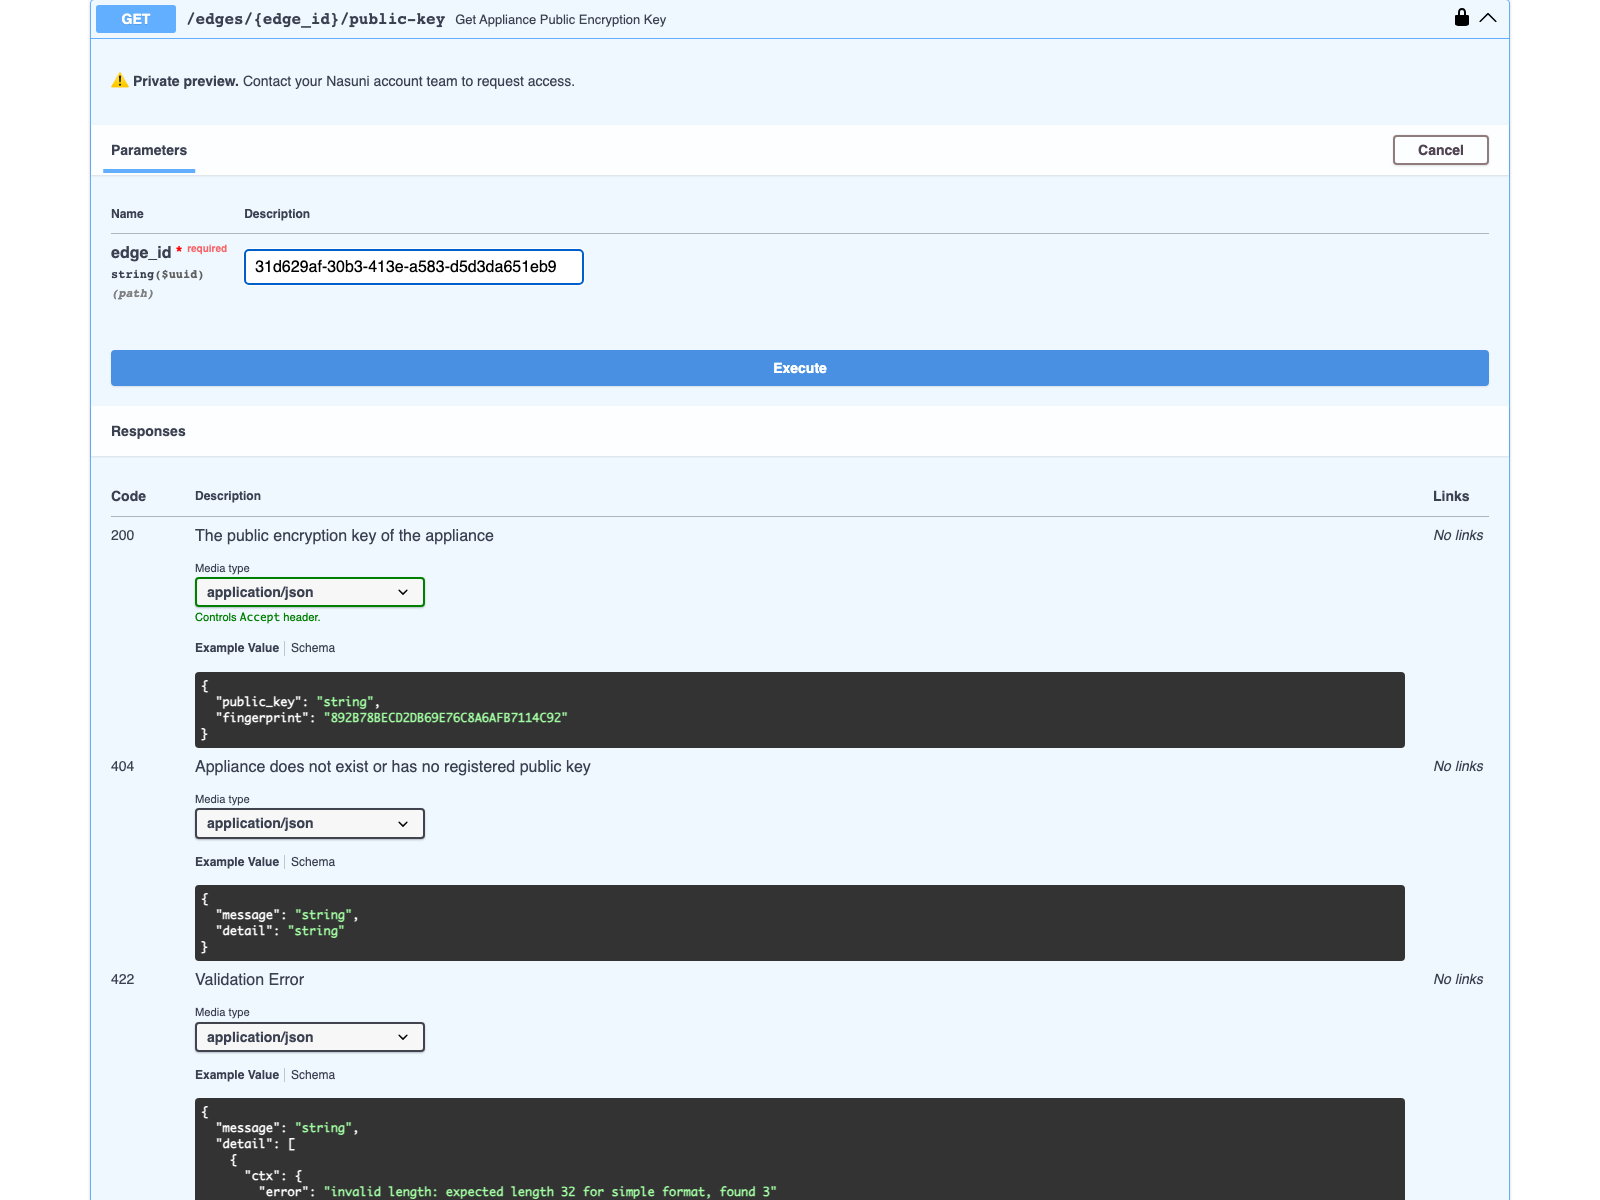 GET /edges/{edge_id}/public-key Get Appliance Public Encryption Key
Private preview. Contact your Nasuni account team to request access.
Parameters
Cancel
Name Description
edge_id * required
string($uuid)
(path)
31d629af-30b3-413e-a583-d5d3da651eb9
Execute
Responses
Code Description Links
200 The public encryption key of the appliance No links
Media type
application/json
Controls Accept header.
Example Value Schema
{
"public_key": "string",
"fingerprint": "892B78BECD2DB69E76C8A6AFB7114C92"
}
404 Appliance does not exist or has no registered public key No links
Media type
application/json
Example Value Schema
{
"message": "string",
"detail": "string"
}
422 Validation Error No links
Media type
application/json
Example Value Schema
{
"message": "string",
"detail": [
{
"ctx": {
"error": "invalid length: expected length 32 for simple format, found 3"